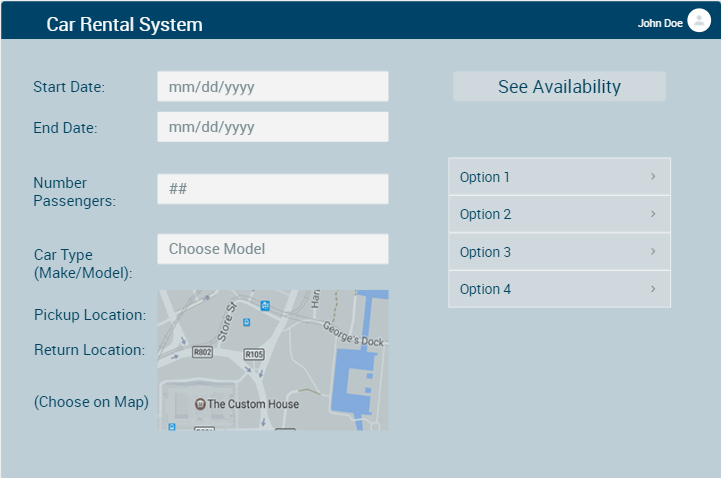 Car Rental System
John Doe
Start Date:
mm/dd/yyyy
End Date:
mm/dd/yyyy
Number
Passengers:
##
Car Type
(Make/Model):
Choose Model
Pickup Location:
Return Location:
(Choose on Map)
Store St
Har
George's Dock
R802
R105
The Custom House
See Availability
Option 1
Option 2
Option 3
Option 4